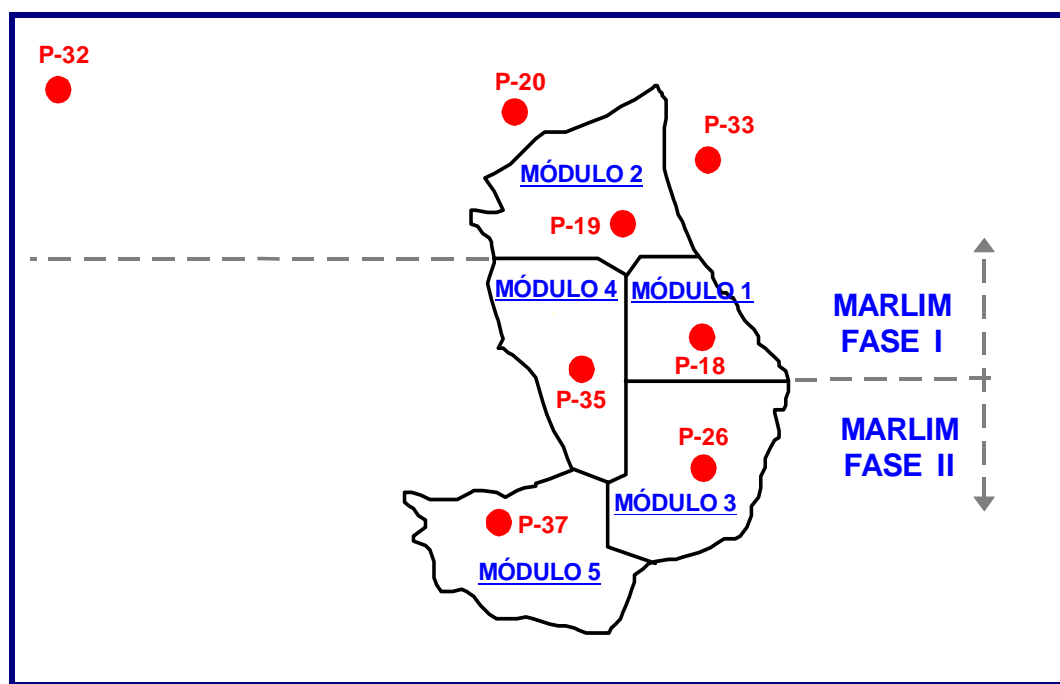 P-32
P-20
P-33
MÓDULO 2
P-19
MÓDULO 4
MÓDULO 1
MARLIM
FASE I
P-18
P-35
P-26
MARLIM
FASE II
MÓDULO 3
P-37
MÓDULO 5